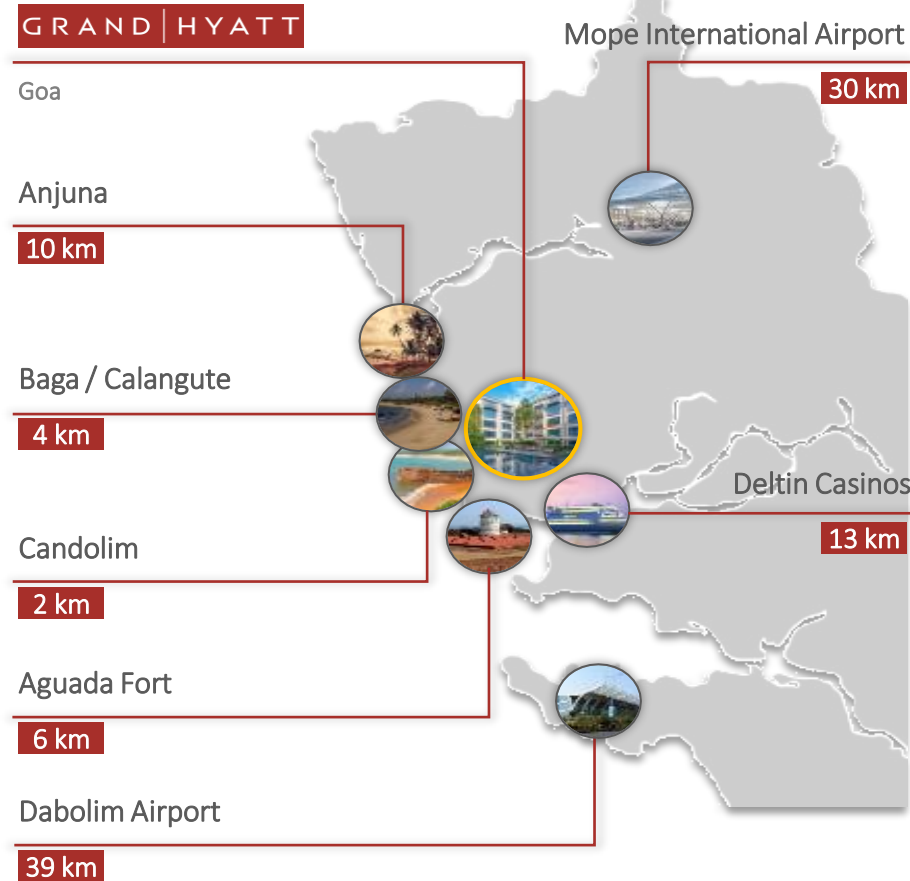 GRAND | HYATT
Goa
Mope International Airport
30 km
Anjuna
10 km
Baga / Calangute
4 km
Deltin Casinos
13 km
Candolim
2 km
Aguada Fort
6 km
Dabolim Airport
39 km